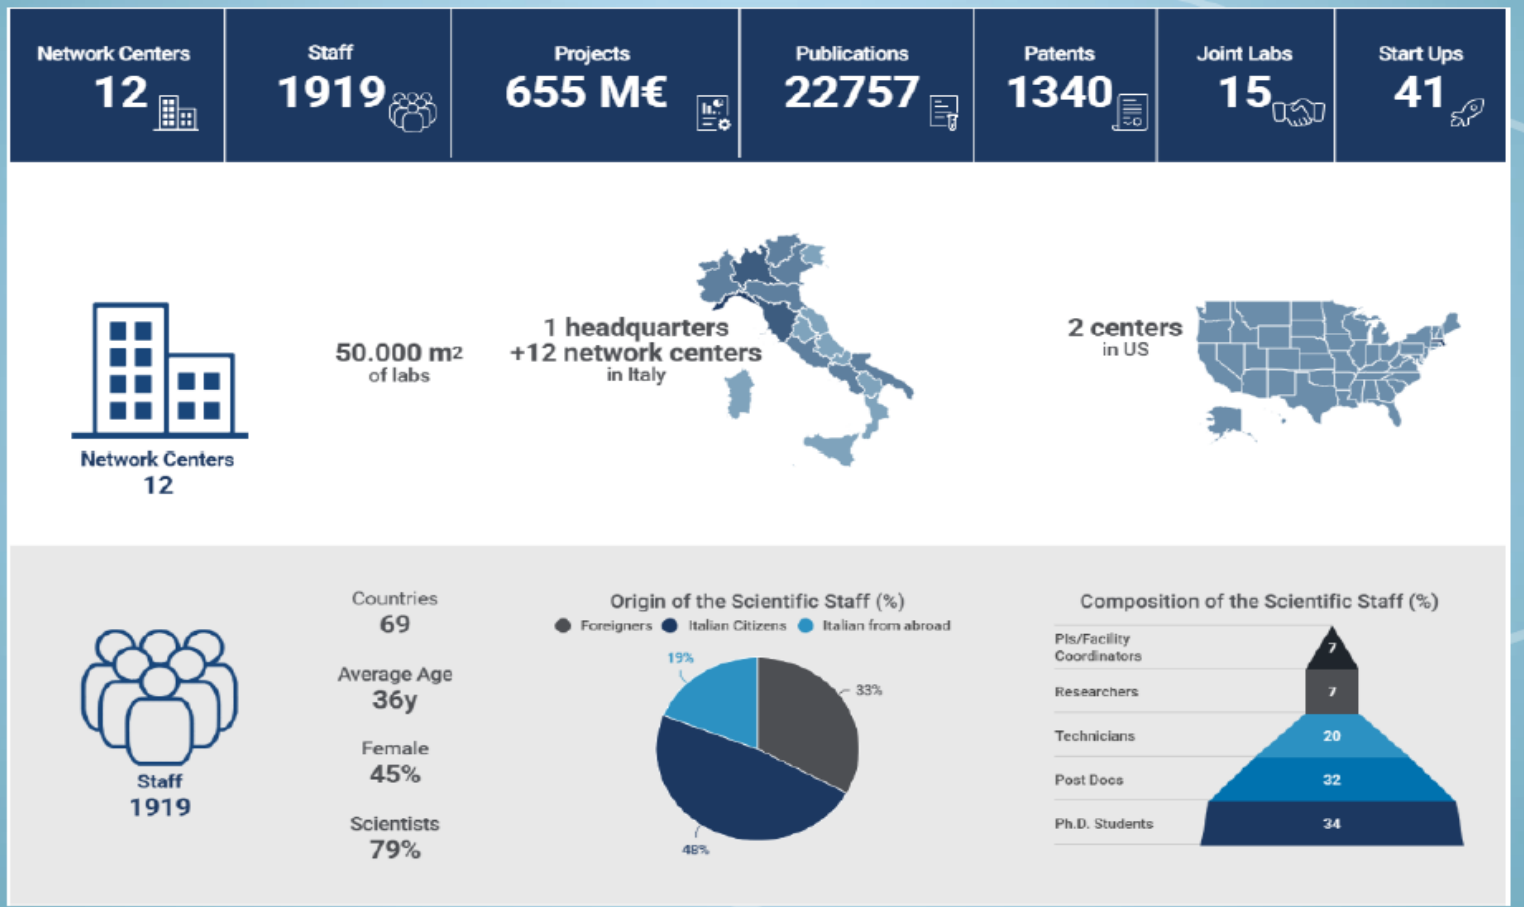 Network Centers
12
Staff
1919
Projects
655 M€
Publications
22757
Patents
1340
Joint Labs
15
Start Ups
41
Network Centers
12
50.000 m2
of labs
1 headquarters
+12 network centers
in Italy
2 centers
in US
Staff
1919
Countries
69
Average Age
36y
Female
45%
Scientists
79%
Origin of the Scientific Staff (%)
Foreigners Italian Citizens Italian from abroad
19%
33%
48%
Composition of the Scientific Staff (%)
PIs/Facility
Coordinators
7
Researchers 7
Technicians 20
Post Docs 32
Ph.D. Students 34